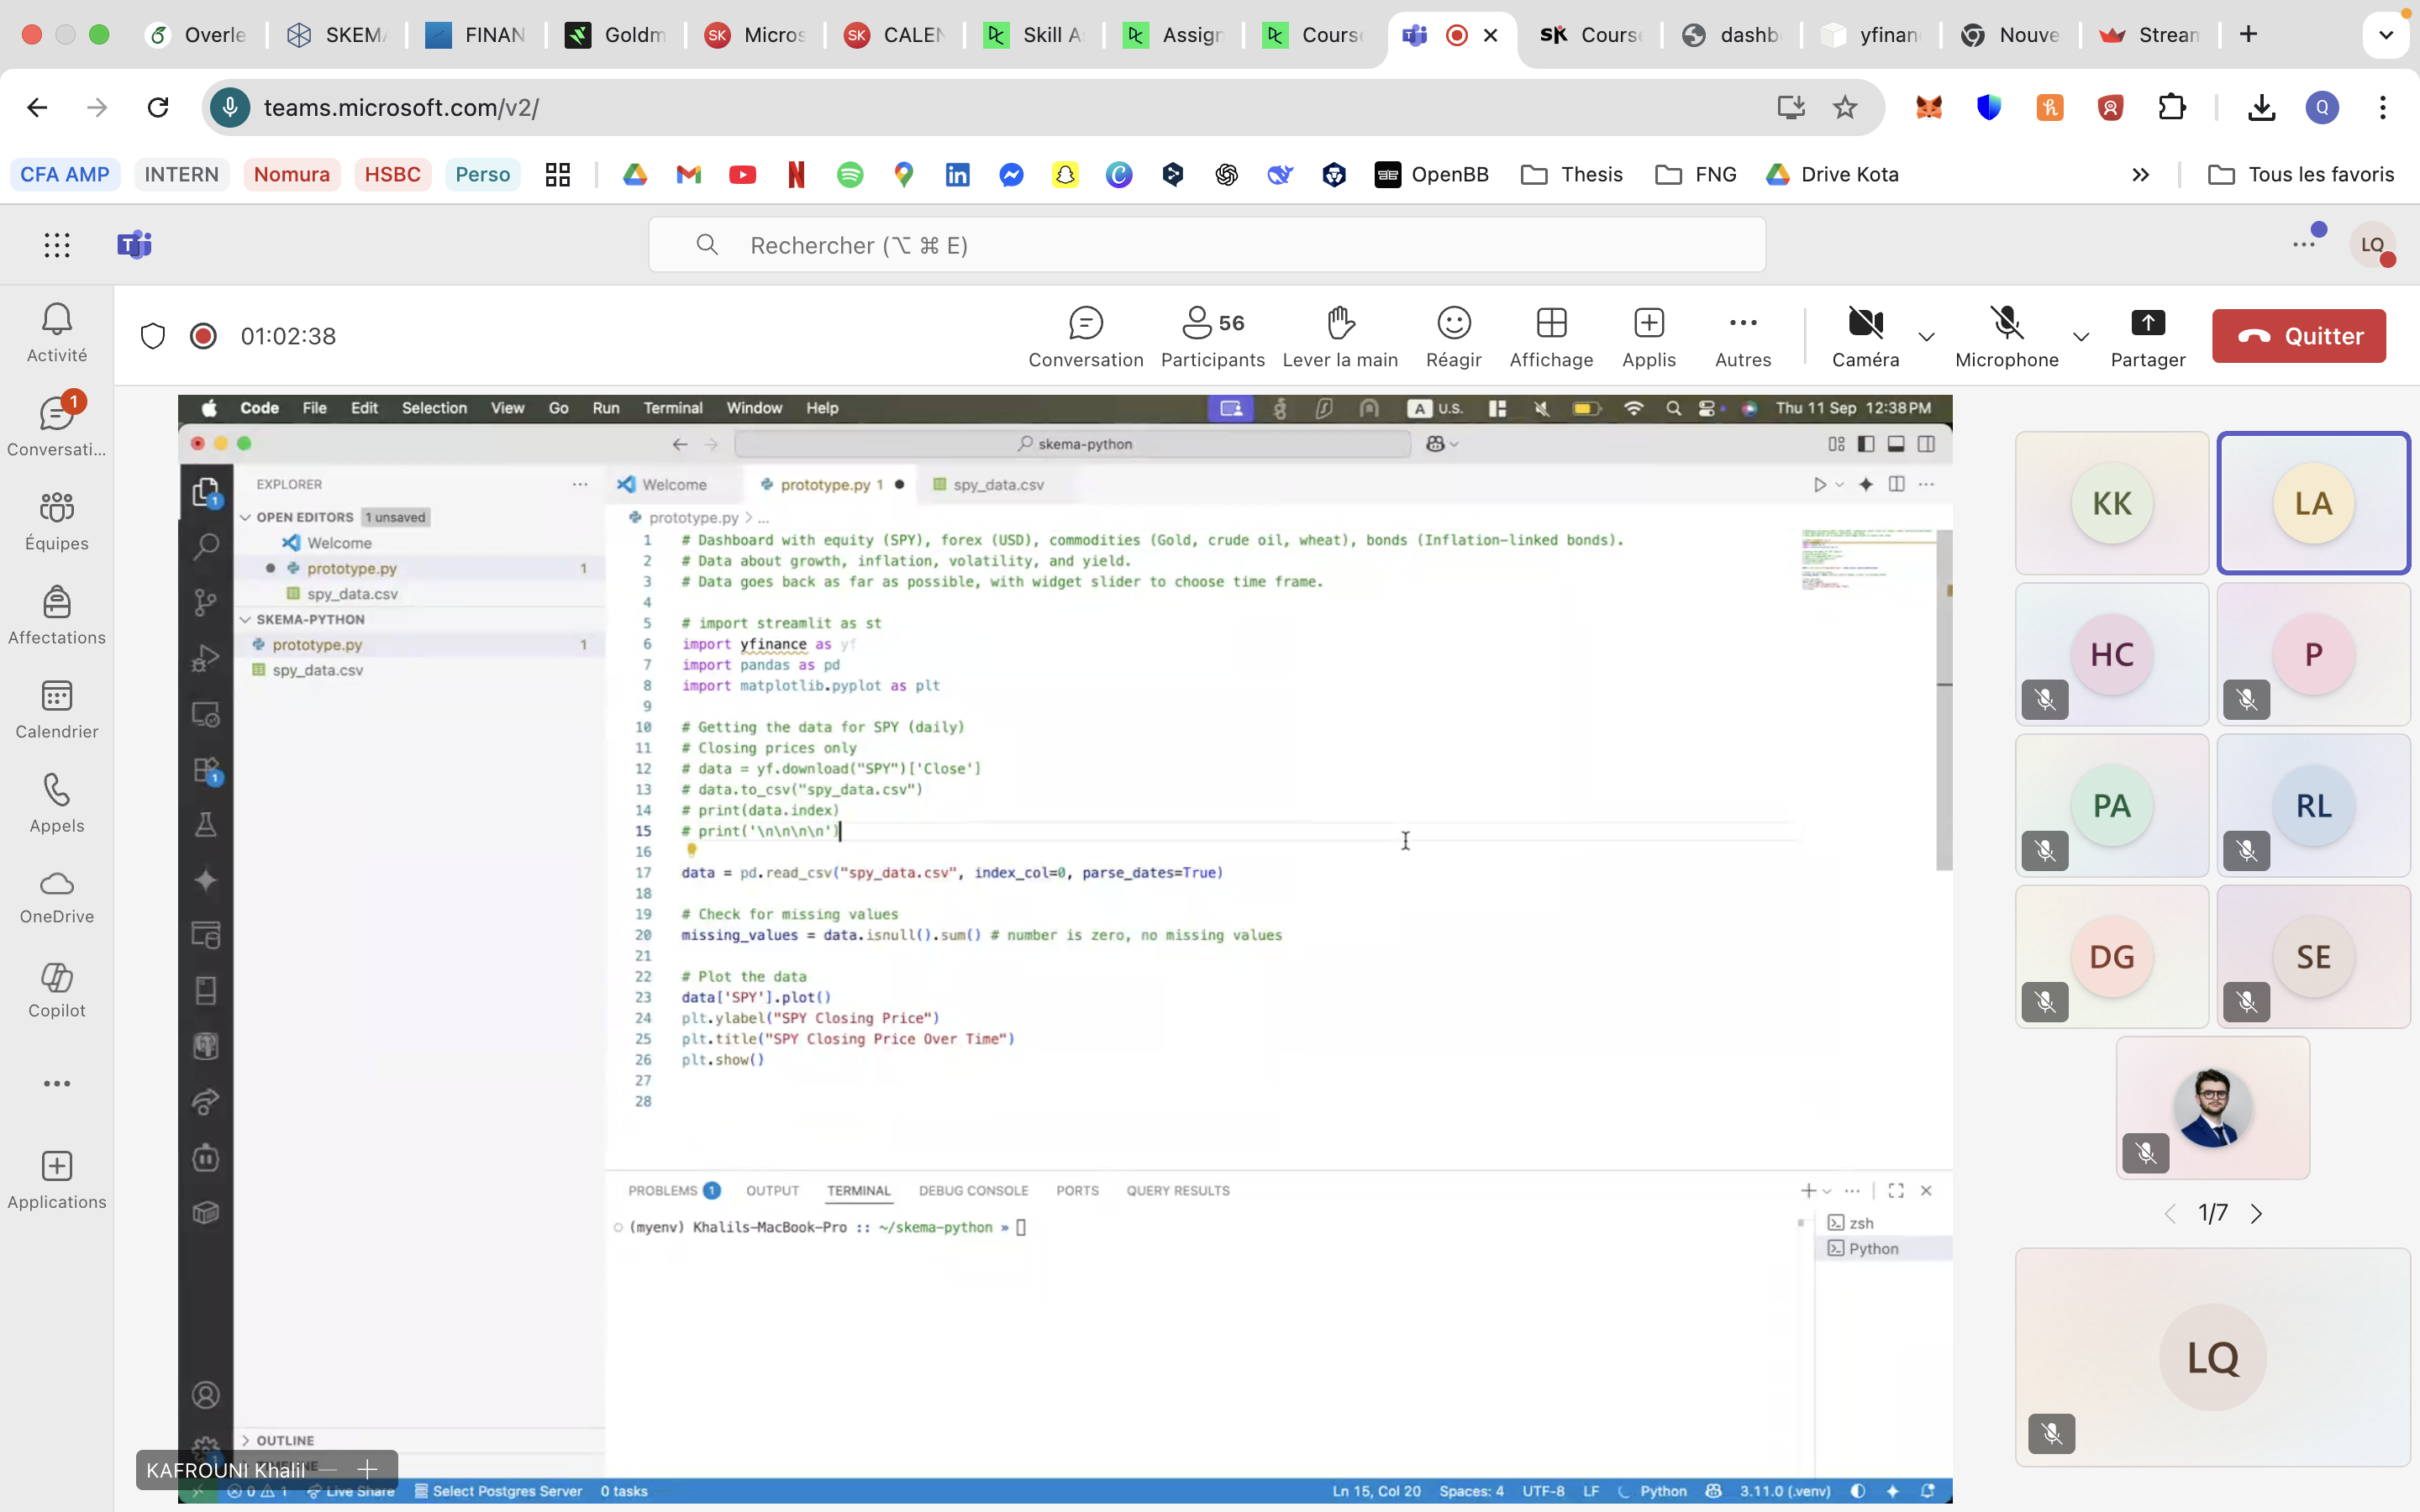 Overle
SKEM
FINAN
Goldm
Micros
CALEN
Skill A
Assign
Cours
Cours
dashb
yfinan
Nouve
Strean
teams.microsoft.com/v2/
Q
CFA AMP
INTERN
Nomura
HSBC
Perso
OpenBB
Thesis
FNG
Drive Kota
Tous les favoris
Rechercher (⌥ ⌘ E)
LQ
Activité
1
Conversati...
Équipes
Affectations
Calendrier
Appels
OneDrive
Copilot
Applications
01:02:38
Conversation
56
Participants
Lever la main
Réagir
Affichage
Applis
Autres
Caméra
Microphone
Partager
Quitter
Code File Edit Selection View Go Run Terminal Window Help
A U.S.
Thu 11 Sep 12:38 PM
skema-python
EXPLORER
OPEN EDITORS 1 unsaved
Welcome
prototype.py 1
spy_data.csv
SKEMA-PYTHON
prototype.py 1
spy_data.csv
OUTLINE
Welcome
prototype.py 1
spy_data.csv
prototype.py > ...
1 # Dashboard with equity (SPY), forex (USD), commodities (Gold, crude oil, wheat), bonds (Inflation-linked bonds).
2 # Data about growth, inflation, volatility, and yield.
3 # Data goes back as far as possible, with widget slider to choose time frame.
4
5 # import streamlit as st
6 import yfinance as yf
7 import pandas as pd
8 import matplotlib.pyplot as plt
9
10 # Getting the data for SPY (daily)
11 # Closing prices only
12 # data = yf.download("SPY")['Close']
13 # data.to_csv("spy_data.csv")
14 # print(data.index)
15 # print('\n\n\n\n')
16
17 data = pd.read_csv("spy_data.csv", index_col=0, parse_dates=True)
18
19 # Check for missing values
20 missing_values = data.isnull().sum() # number is zero, no missing values
21
22 # Plot the data
23 data['SPY'].plot()
24 plt.ylabel("SPY Closing Price")
25 plt.title("SPY Closing Price Over Time")
26 plt.show()
27
28
PROBLEMS 1 OUTPUT TERMINAL DEBUG CONSOLE PORTS QUERY RESULTS
(myenv) Khalils-MacBook-Pro :: ~/skema-python »
zsh
Python
KAFROUNI Khalil
0 1 Live Share Select Postgres Server 0 tasks
Ln 15, Col 20 Spaces: 4 UTF-8 LF Python 3.11.0 (.venv)
KK
LA
HC
P
PA
RL
DG
SE
1/7
LQ